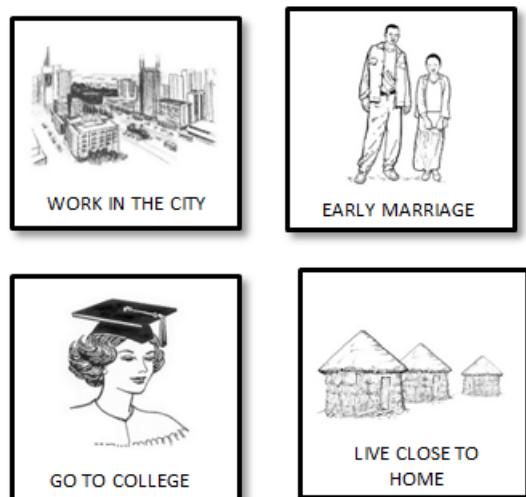 WORK IN THE CITY
EARLY MARRIAGE
GO TO COLLEGE
LIVE CLOSE TO
HOME